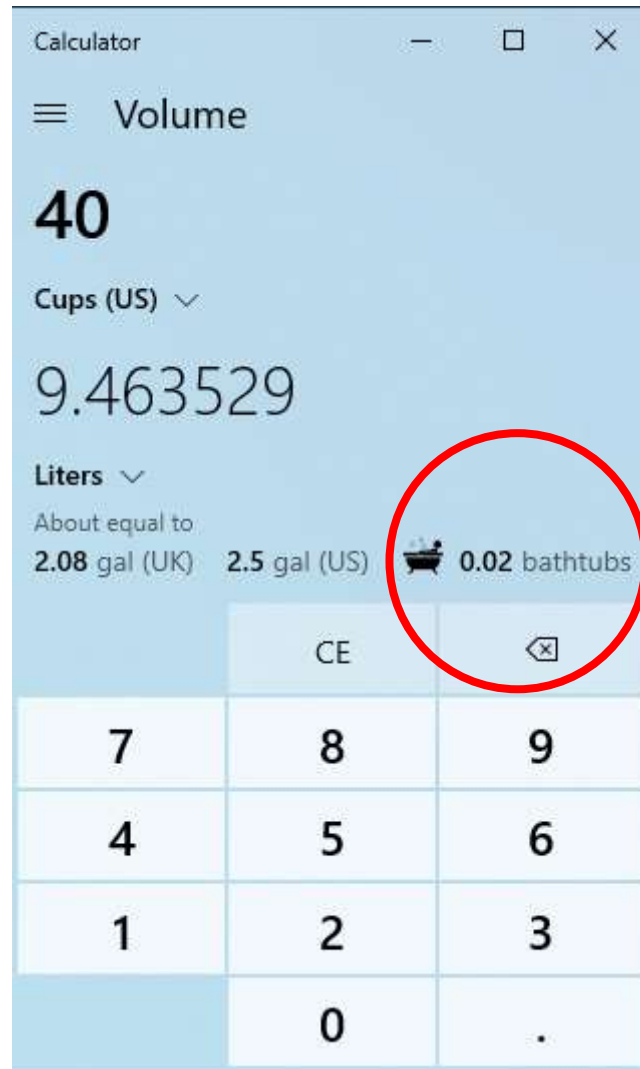 Calculator
Volume
40
Cups (US)
9.463529
Liters
About equal to
2.08 gal (UK) 2.5 gal (US) 0.02 bathtubs
CE
7 8 9
4 5 6
1 2 3
0 .